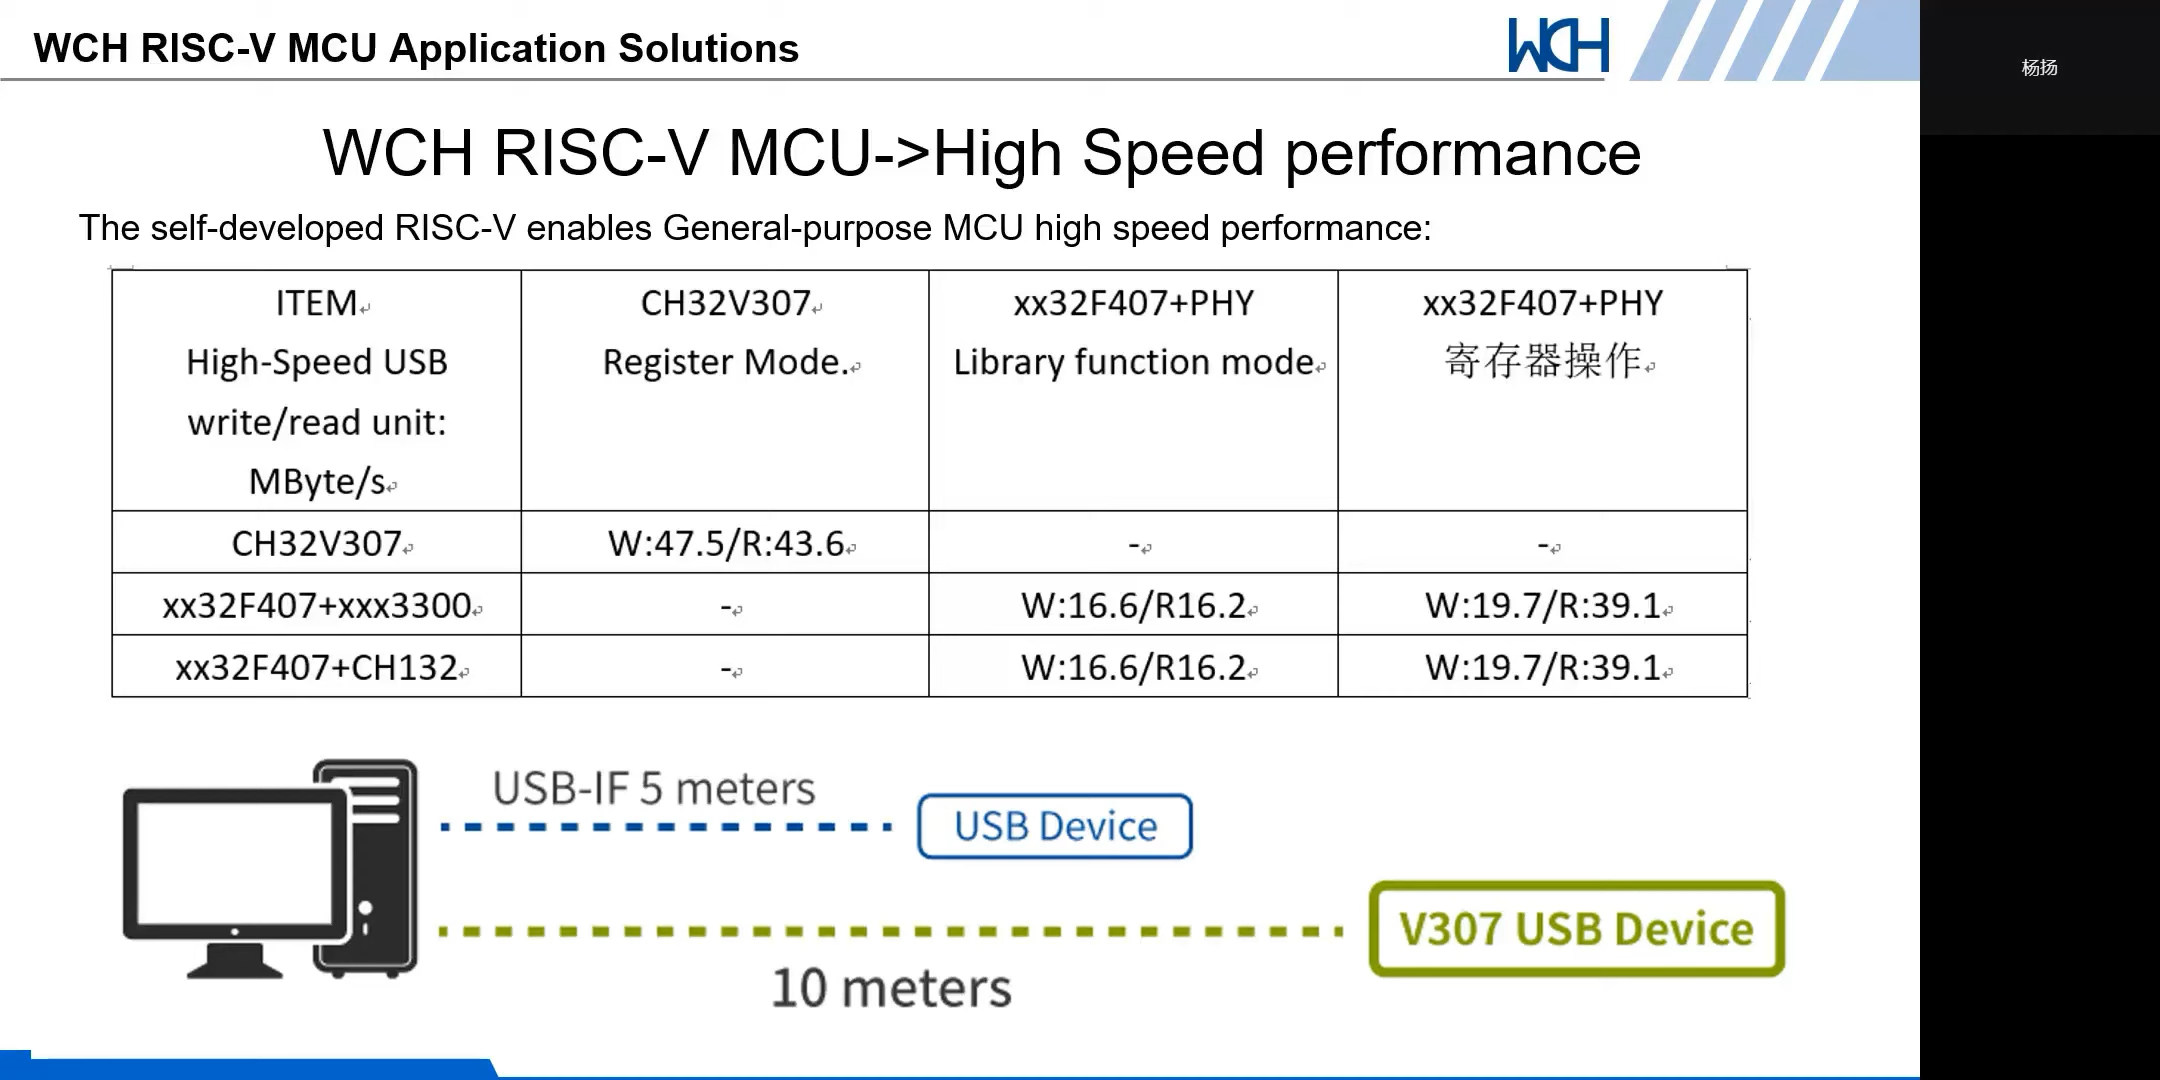 WCH RISC-V MCU Application Solutions
WCH
杨扬
WCH RISC-V MCU->High Speed performance
The self-developed RISC-V enables General-purpose MCU high speed performance:
ITEM
High-Speed USB
write/read unit:
MByte/s
CH32V307
Register Mode.
xx32F407+PHY
Library function mode
xx32F407+PHY
寄存器操作
CH32V307 W:47.5/R:43.6 - -
xx32F407+xxx3300 - W:16.6/R16.2 W:19.7/R:39.1
xx32F407+CH132 - W:16.6/R16.2 W:19.7/R:39.1
USB-IF 5 meters
USB Device
V307 USB Device
10 meters